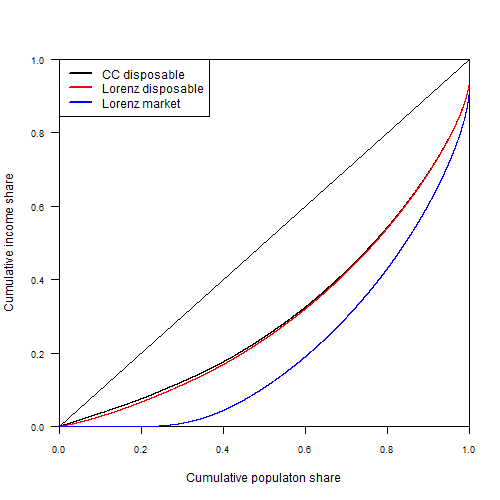 CC disposable
Lorenz disposable
Lorenz market
1.0
0.8
0.6
0.4
0.2
0.0
Cumulative income share
0.0 0.2 0.4 0.6 0.8 1.0
Cumulative populaton share